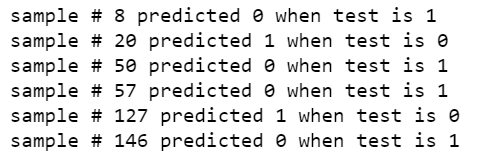 sample # 8 predicted 0 when test is 1
sample # 20 predicted 1 when test is 0
sample # 50 predicted 0 when test is 1
sample # 57 predicted 0 when test is 1
sample # 127 predicted 1 when test is 0
sample # 146 predicted 0 when test is 1